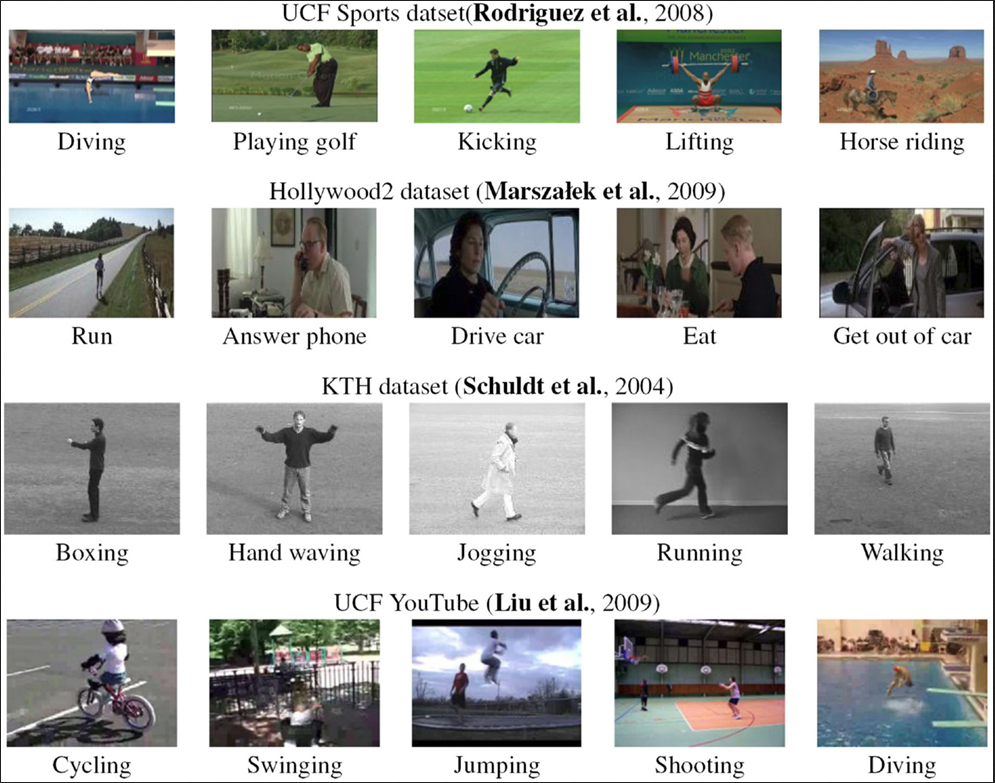 UCF Sports datset(Rodriguez et al., 2008)
Manchester
Diving
Playing golf
Kicking
Lifting
Horse riding
Hollywood2 dataset (Marszałek et al., 2009)
Run
Answer phone
Drive car
Eat
Get out of car
KTH dataset (Schuldt et al., 2004)
Boxing
Hand waving
Jogging
Running
Walking
UCF YouTube (Liu et al., 2009)
Cycling
Swinging
Jumping
Shooting
Diving